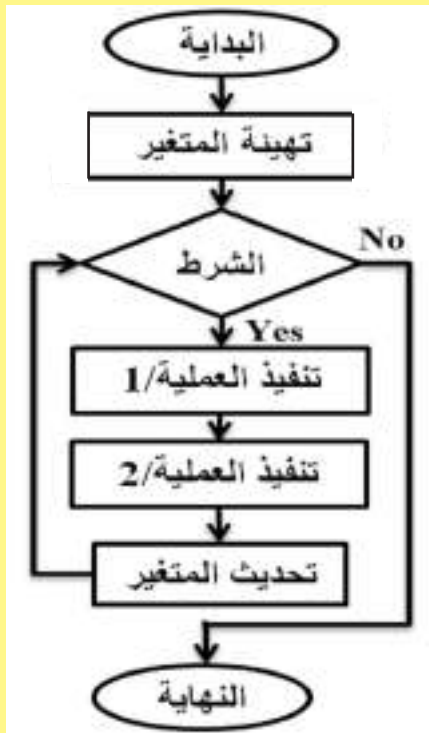 البداية
تهيئة المتغير
الشرط
No
Yes
تنفيذ العملية/1
تنفيذ العملية/2
تحديث المتغير
النهاية